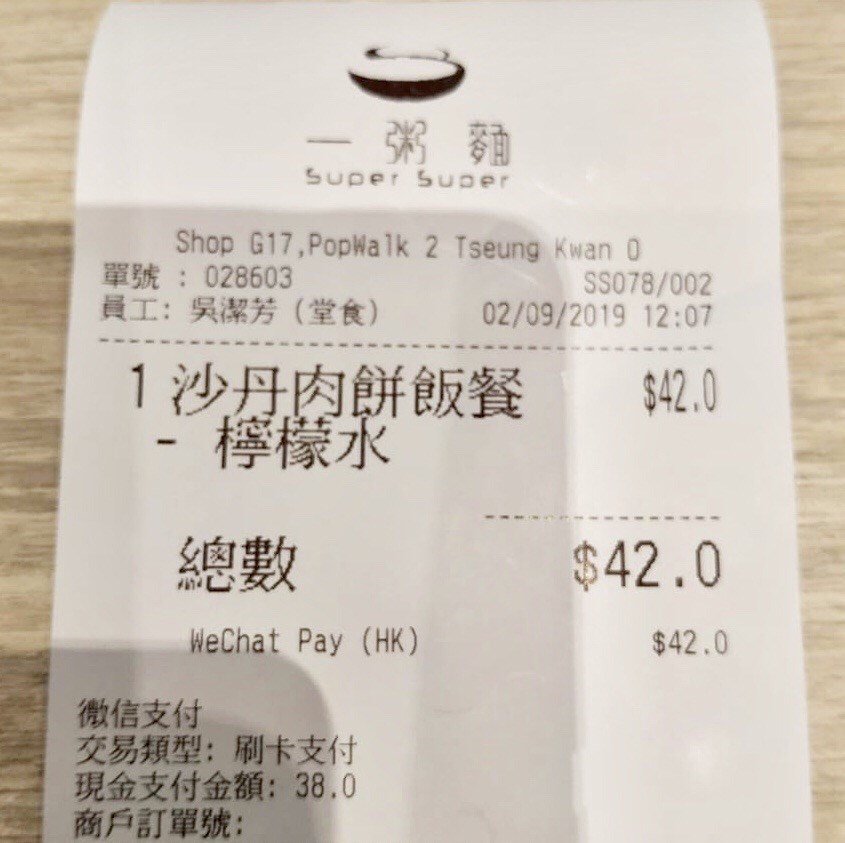 一粥麵
Super Super
Shop G17,PopWalk 2 Tseung Kwan O
單號 : 028603 SS078/002
員工: 吳潔芳 (堂食) 02/09/2019 12:07
1 沙丹肉餅飯餐 $42.0
- 檸檬水
總數 $42.0
WeChat Pay (HK) $42.0
微信支付
交易類型: 刷卡支付
現金支付金額: 38.0
商戶訂單號: